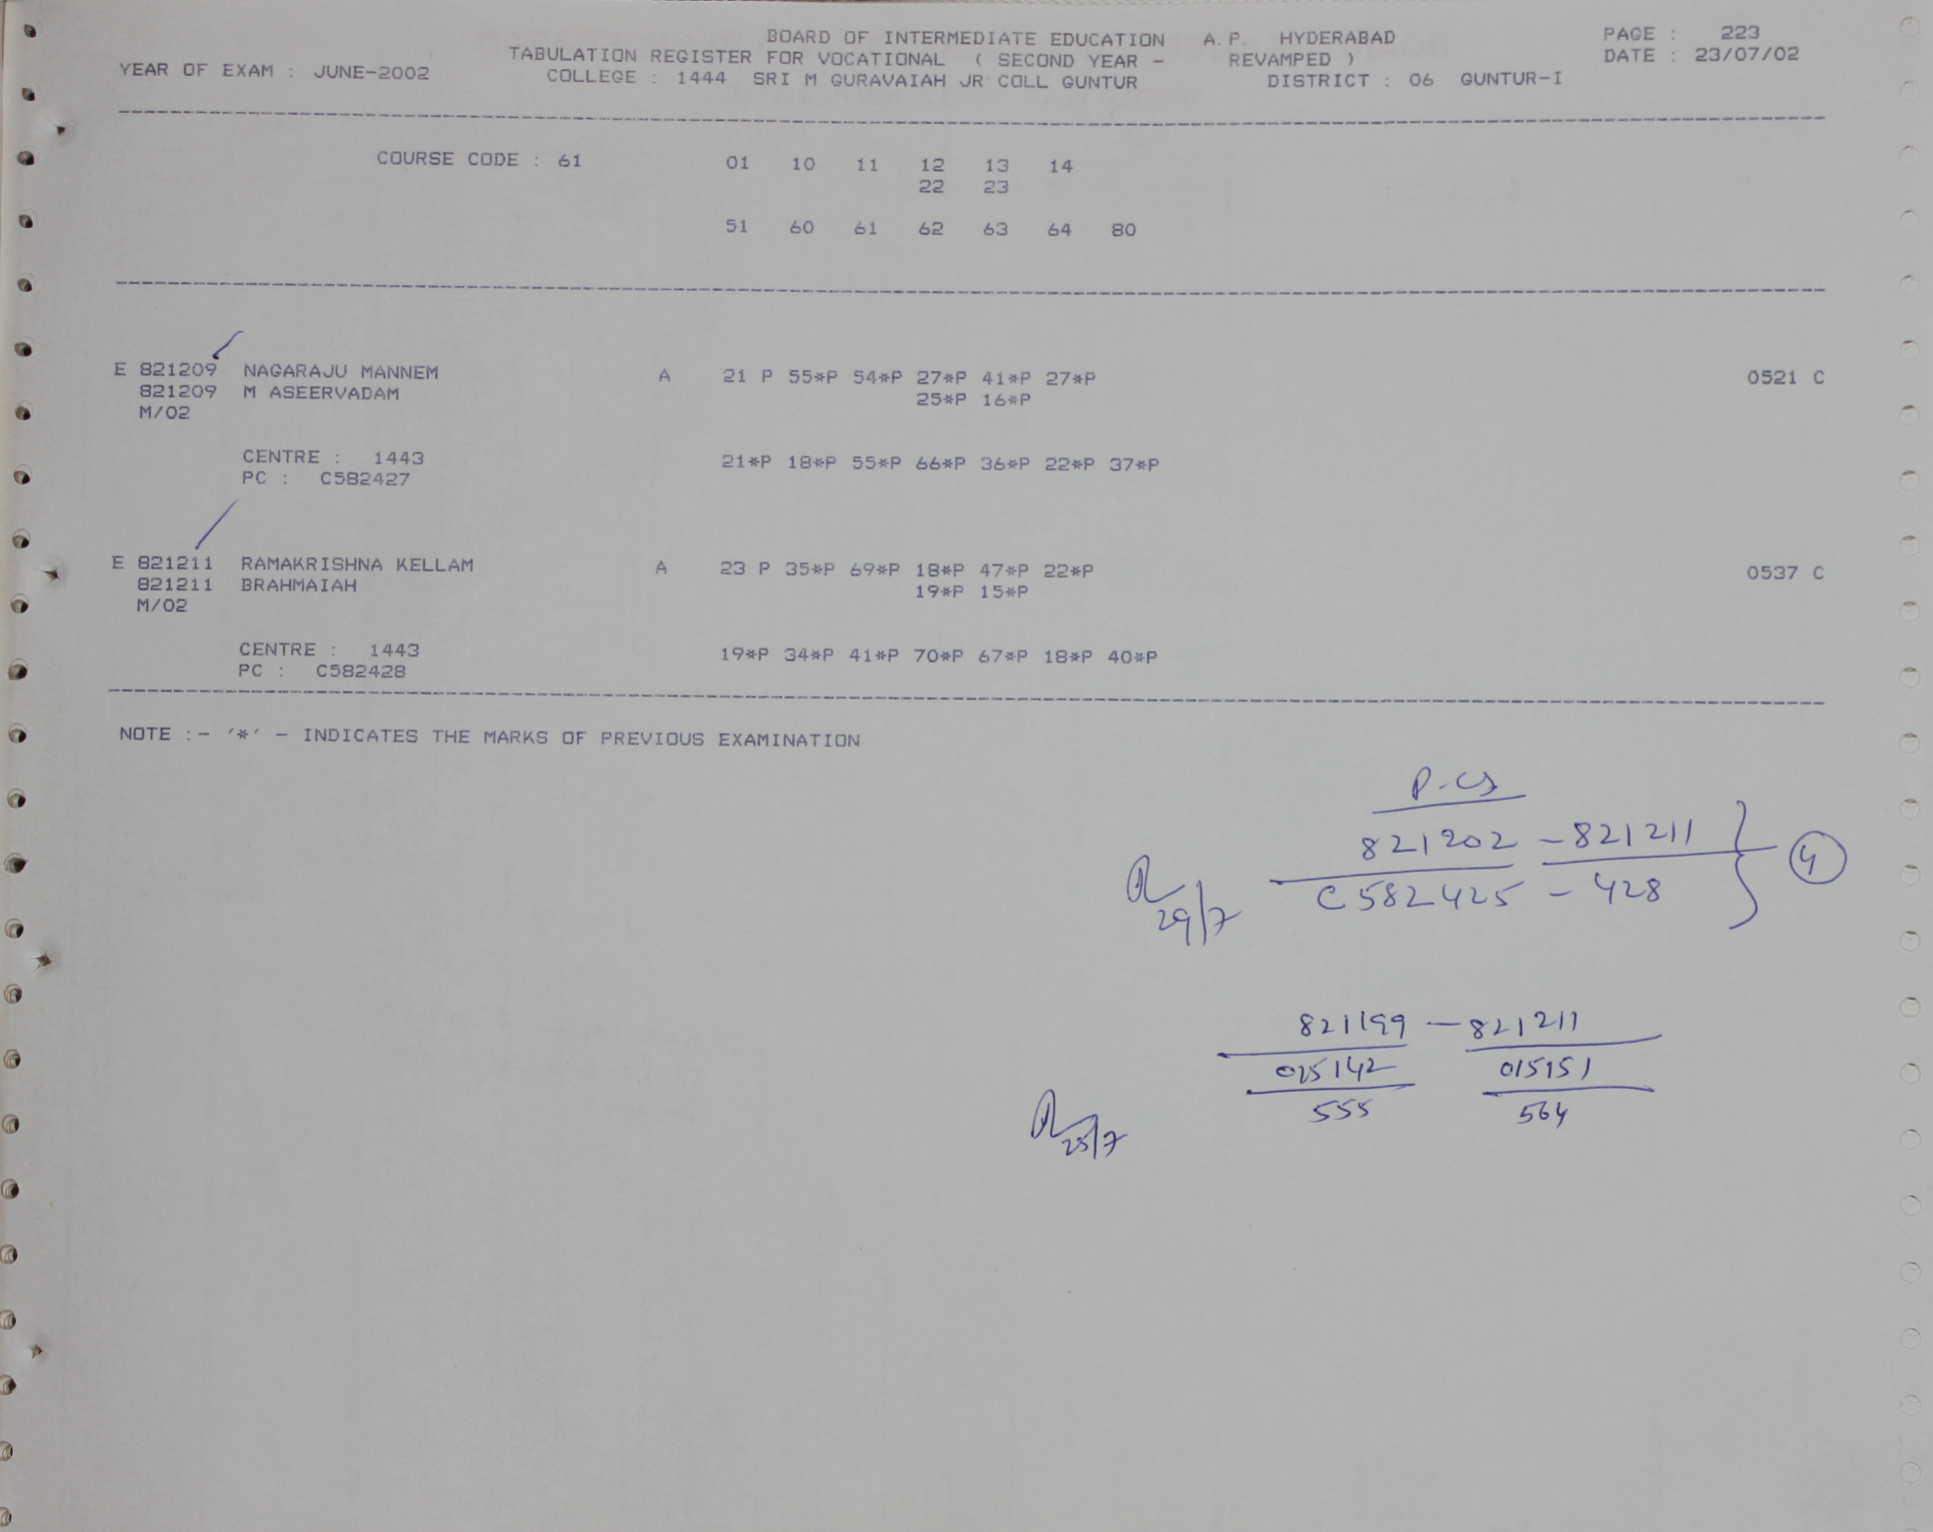 BOARD OF INTERMEDIATE EDUCATION A.P. HYDERABAD PAGE : 223
TABULATION REGISTER FOR VOCATIONAL ( SECOND YEAR - REVAMPED ) DATE : 23/07/02
YEAR OF EXAM : JUNE-2002 COLLEGE : 1444 SRI M GURAVAIAH JR COLL GUNTUR DISTRICT : 06 GUNTUR-I
COURSE CODE : 61 01 10 11 12 13 14
22 23
51 60 61 62 63 64 80
E 821209 NAGARAJU MANNEM A 21 P 55*P 54*P 27*P 41*P 27*P 0521 C
821209 M ASEERVADAM 25*P 16*P
M/02
CENTRE : 1443 21*P 18*P 55*P 66*P 36*P 22*P 37*P
PC : C582427
E 821211 RAMAKRISHNA KELLAM A 23 P 35*P 69*P 18*P 47*P 22*P 0537 C
821211 BRAHMAIAH 19*P 15*P
M/02
CENTRE : 1443 19*P 34*P 41*P 70*P 67*P 18*P 40*P
PC : C582428
NOTE :- '*' - INDICATES THE MARKS OF PREVIOUS EXAMINATION
P.Cs
821202 - 821211
C582425 - 428
4
29/7
821199 - 821211
015151
555 564
25/7